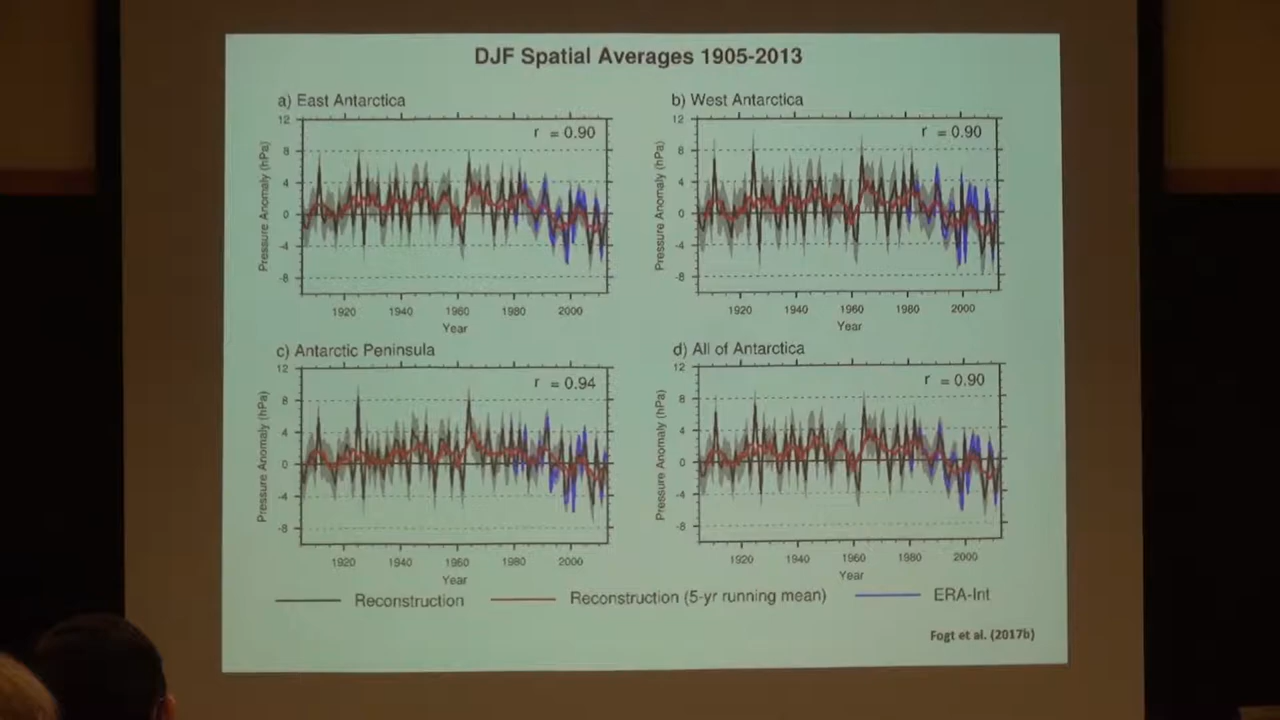 DJF Spatial Averages 1905-2013
a) East Antarctica
r = 0.90
12
8
4
0
-4
-8
Pressure Anomaly (hPa)
1920 1940 1960 1980 2000
Year
b) West Antarctica
r = 0.90
12
8
4
0
-4
-8
Pressure Anomaly (hPa)
1920 1940 1960 1980 2000
Year
c) Antarctic Peninsula
r = 0.94
12
8
4
0
-4
-8
Pressure Anomaly (hPa)
1920 1940 1960 1980 2000
Year
d) All of Antarctica
r = 0.90
12
8
4
0
-4
-8
Pressure Anomaly (hPa)
1920 1940 1960 1980 2000
Year
Reconstruction Reconstruction (5-yr running mean) ERA-Int
Fogt et al. (2017b)